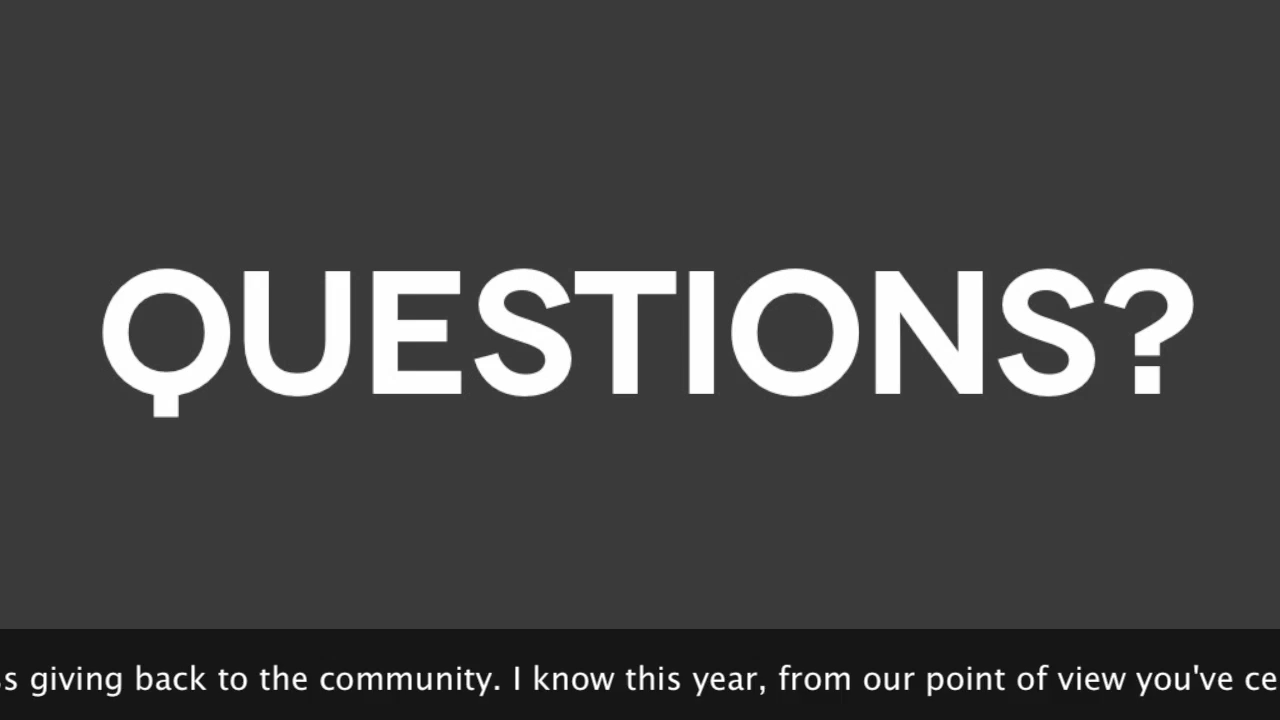 QUESTIONS?
giving back to the community. I know this year, from our point of view you've